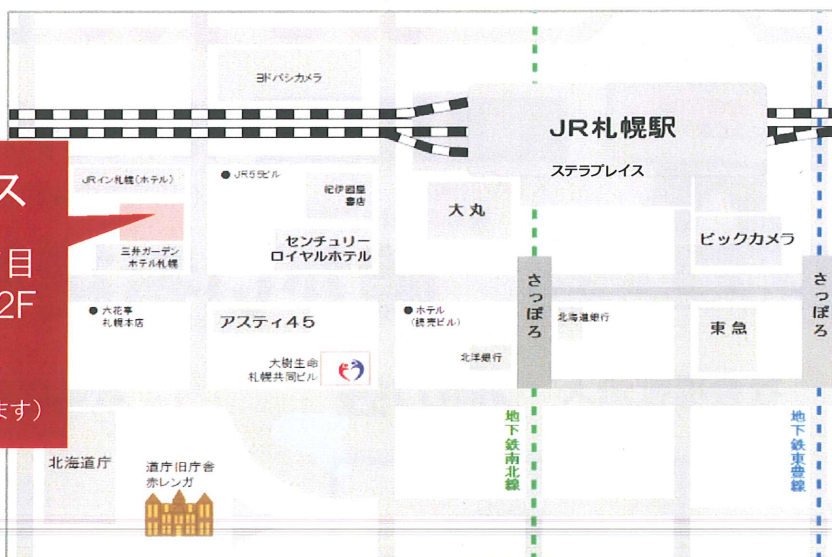 ヨドバシカメラ
JR札幌駅
ステラプレイス
JRイン札幌(ホテル)
● JR55ビル
紀伊國屋
書店
大丸
ス
目
2F
ます)
三井ガーデン
ホテル札幌
センチュリー
ロイヤルホテル
ビックカメラ
さっぽろ
さっぽろ
● 六花亭
札幌本店
アスティ45
● ホテル
(読売ビル)
北海道銀行
東急
大樹生命
札幌共同ビル
北洋銀行
地下鉄南北線
地下鉄東豊線
北海道庁
道庁旧庁舎
赤レンガ